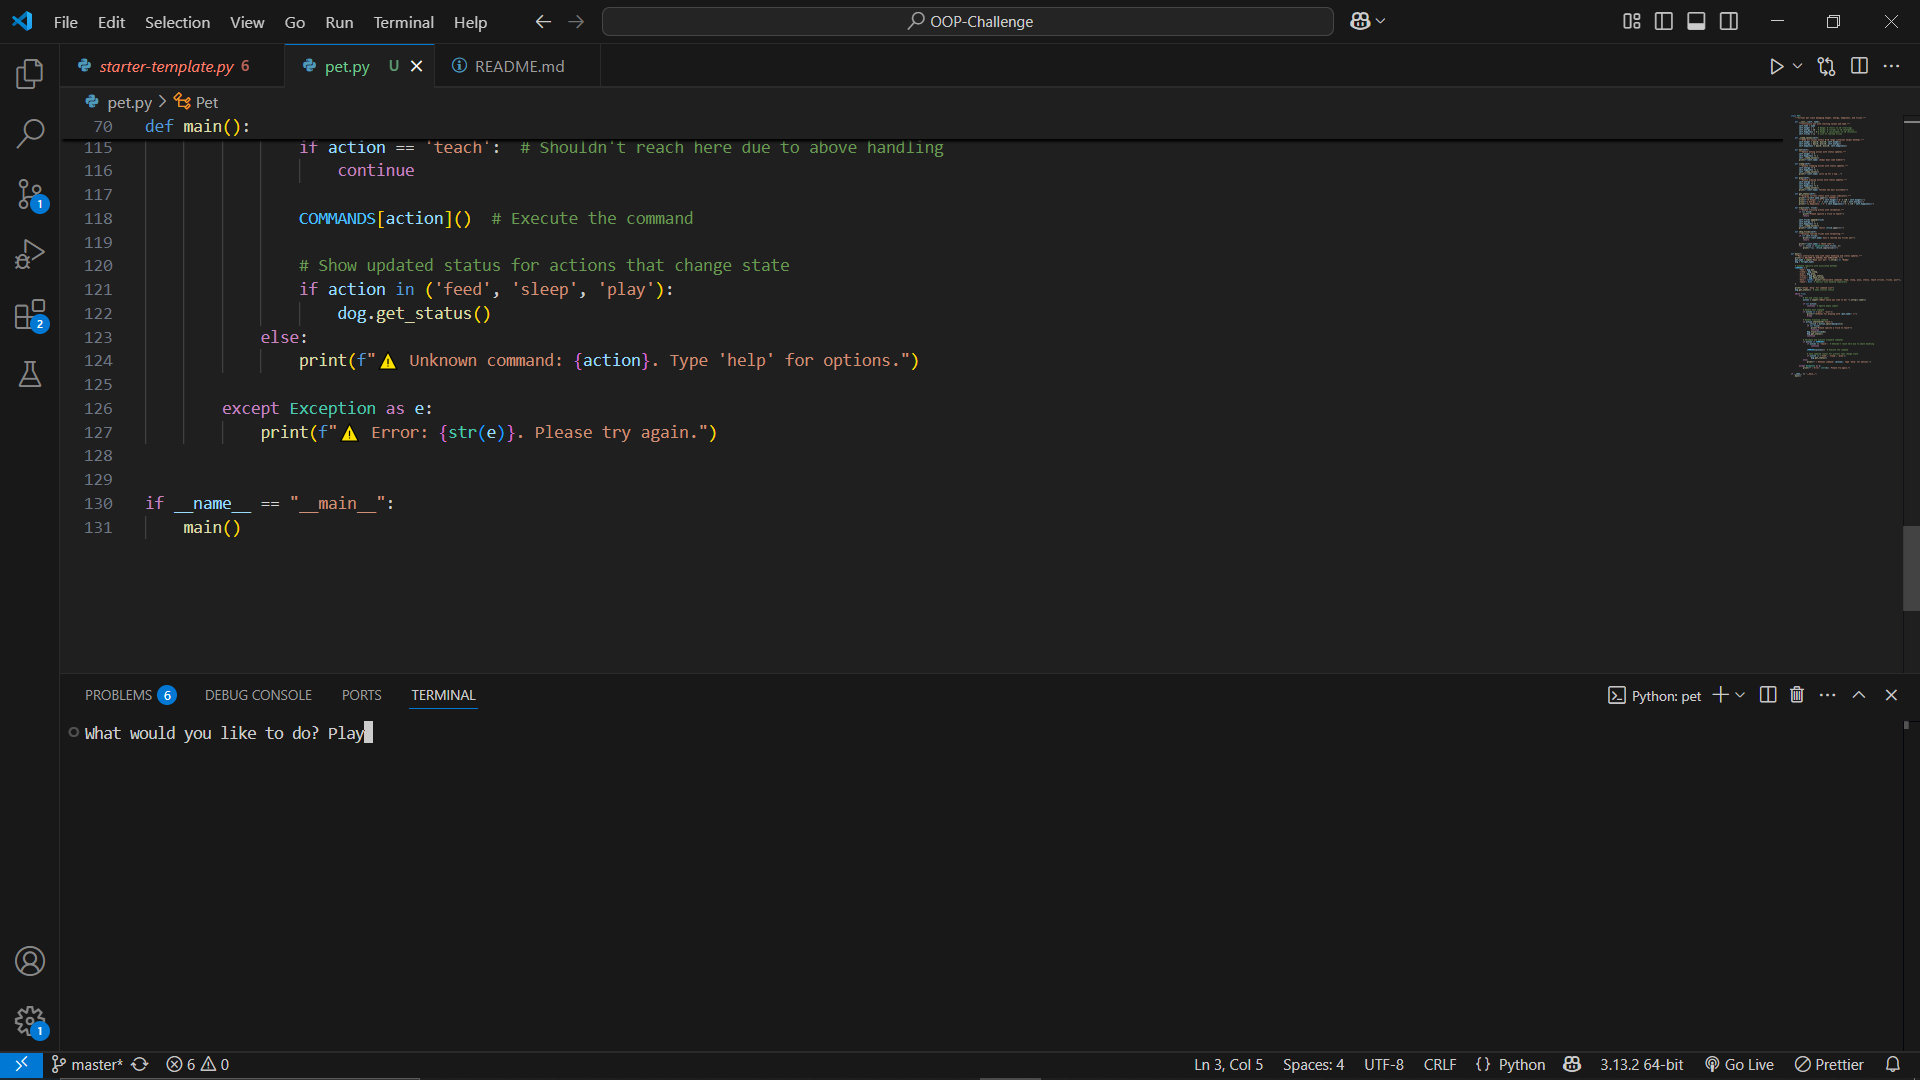 File Edit Selection View Go Run Terminal Help
OOP-Challenge
starter-template.py 6 pet.py U README.md
pet.py > Pet
70 def main():
115 if action == 'teach': # Shouldn't reach here due to above handling
116 continue
117
118 COMMANDS[action]() # Execute the command
119
120 # Show updated status for actions that change state
121 if action in ('feed', 'sleep', 'play'):
122 dog.get_status()
123 else:
124 print(f"⚠ Unknown command: {action}. Type 'help' for options.")
125
126 except Exception as e:
127 print(f"⚠ Error: {str(e)}. Please try again.")
128
129
130 if __name__ == "__main__":
131 main()
1
2
PROBLEMS 6 DEBUG CONSOLE PORTS TERMINAL
Python: pet
What would you like to do? Play
1
master* 6 0
Ln 3, Col 5 Spaces: 4 UTF-8 CRLF {} Python 3.13.2 64-bit Go Live Prettier